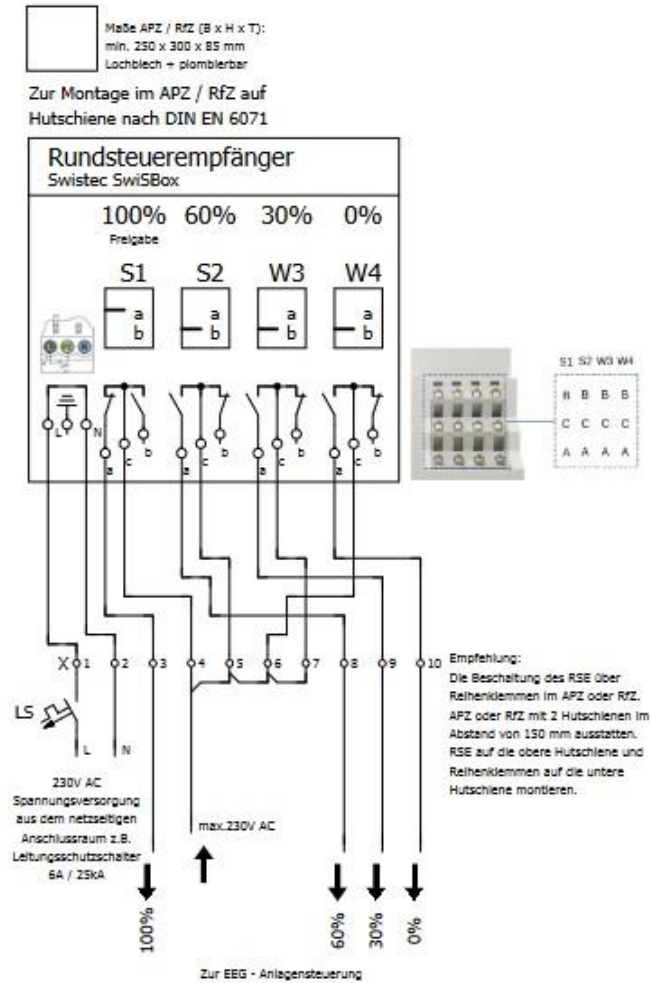 Maße APZ / RfZ (B x H x T):
min. 250 x 300 x 85 mm
Lochblech + plombierbar
Zur Montage im APZ / RfZ auf
Hutschiene nach DIN EN 6071
Rundsteuerempfänger
Swistec SwiSBox
100% 60% 30% 0%
Freigabe
S1 S2 W3 W4
a a a a
b b b b
S1 S2 W3 W4
B B B B
C C C C
A A A A
L N
b b b b
a c a c a c a c
X 1 2 3 4 5 6 7 8 9 10
Empfehlung:
Die Beschaltung des RSE über
Reihenklemmen im APZ oder RfZ.
APZ oder RfZ mit 2 Hutschienen im
Abstand von 150 mm ausstatten.
RSE auf die obere Hutschiene und
Reihenklemmen auf die untere
Hutschiene montieren.
LS
L N
230V AC
Spannungsversorgung
aus dem netzseitigen
Anschlussraum z.B.
Leitungsschutzschalter
6A / 25kA
max.230V AC
100% 60% 30% 0%
Zur EEG - Anlagensteuerung